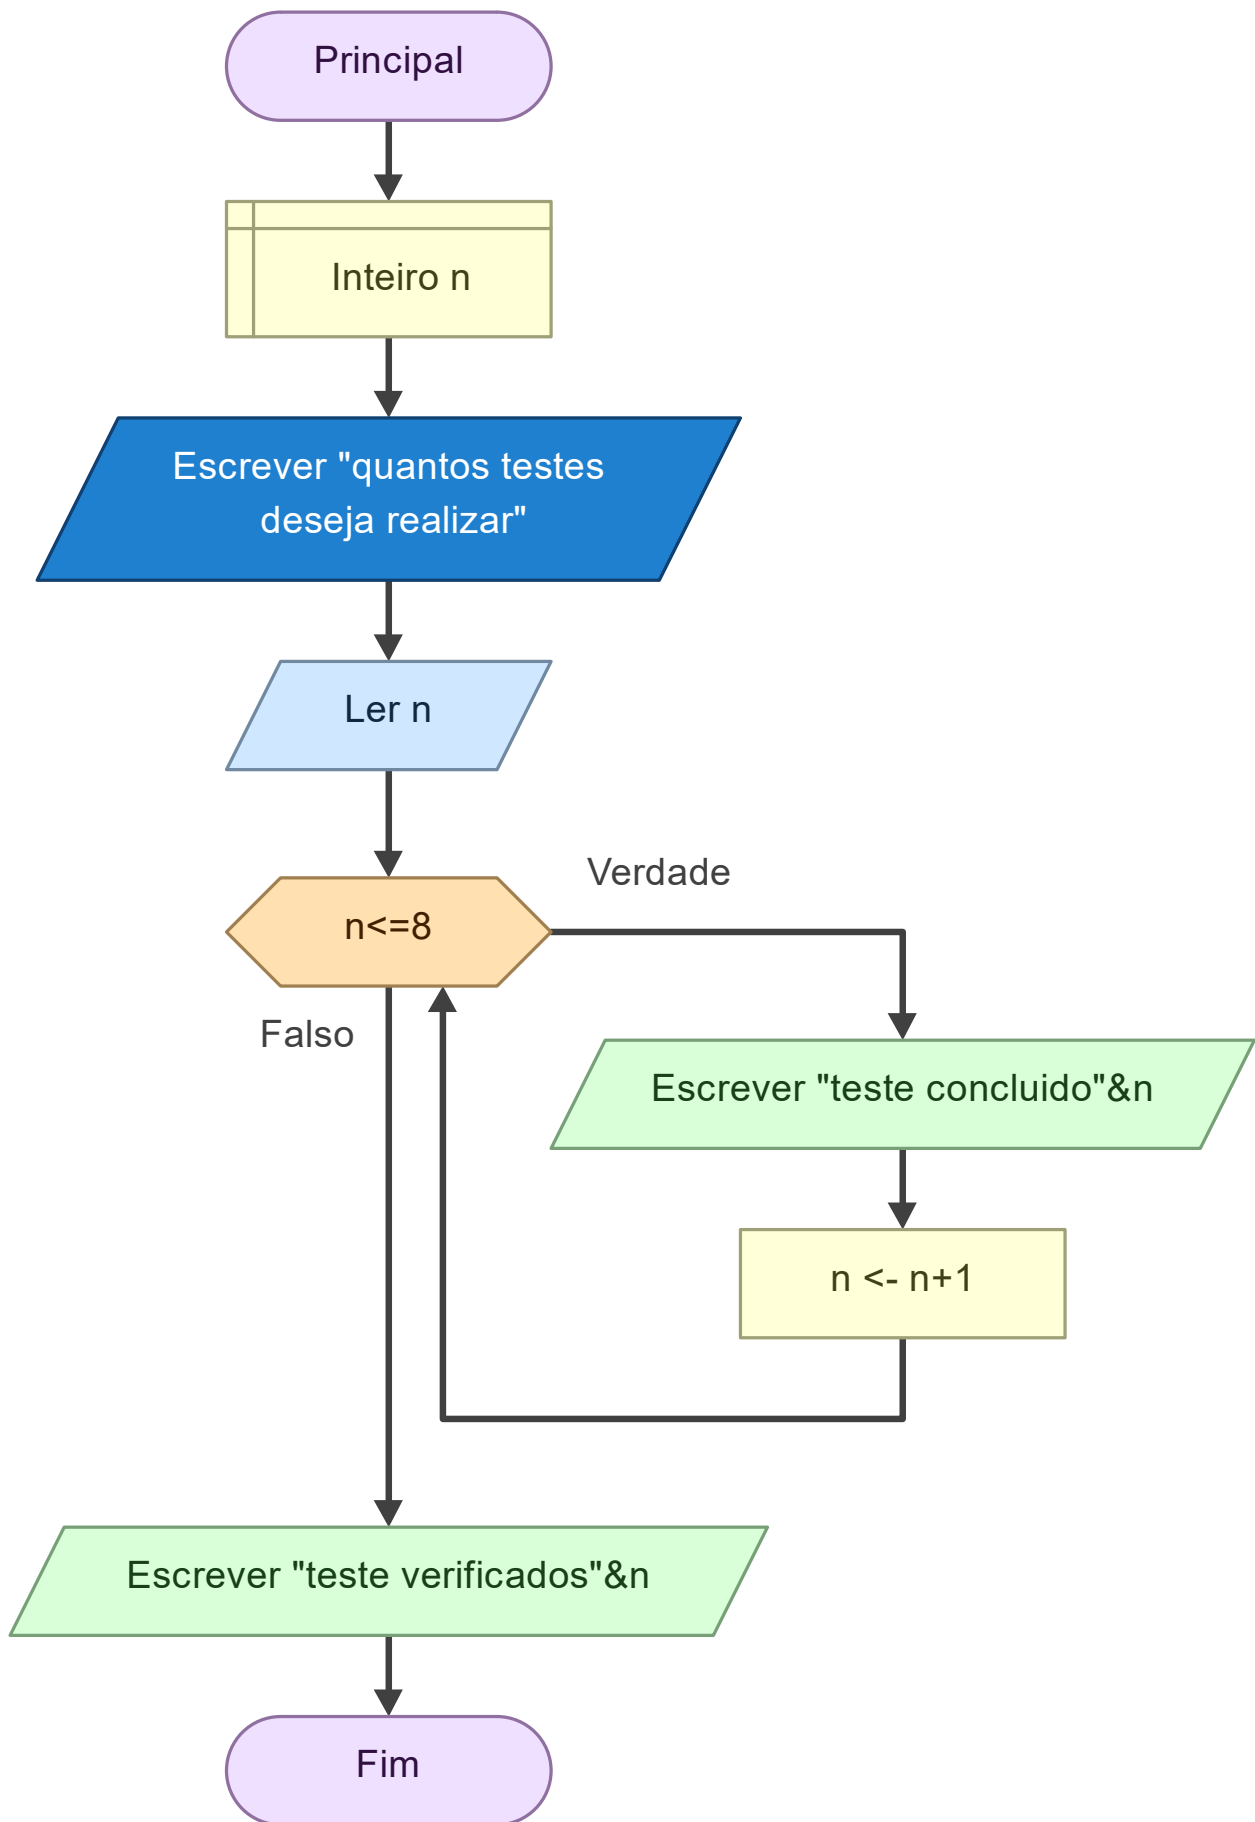 Principal
Inteiro n
Escrever "quantos testes
deseja realizar"
Ler n
Verdade
n<=8
Falso
Escrever "teste concluido"&n
n <- n+1
Escrever "teste verificados"&n
Fim